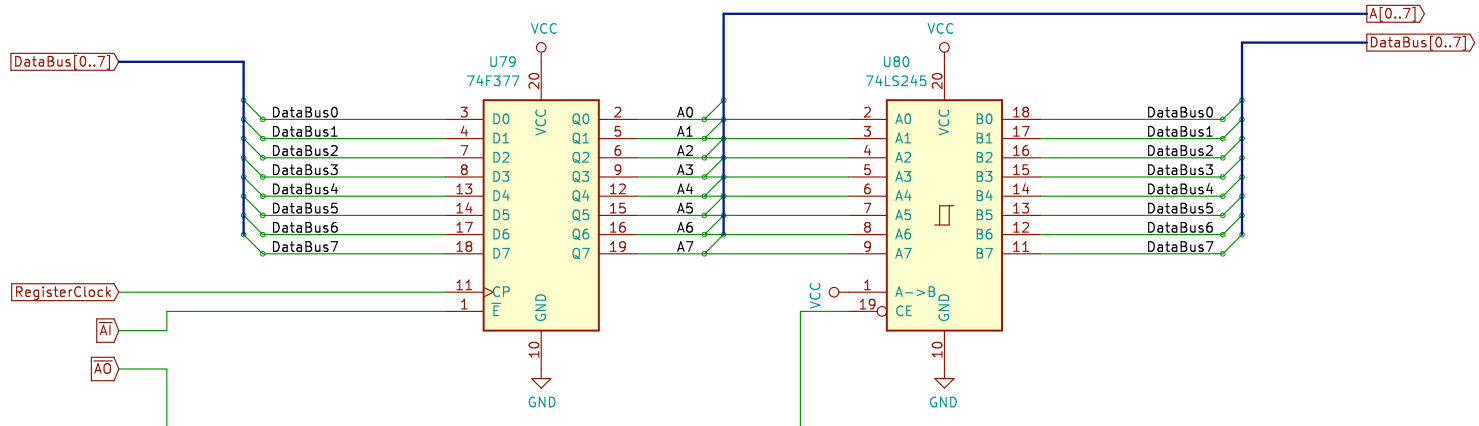 A[0..7]
VCC VCC
DataBus[0..7] U79 U80 DataBus[0..7]
74F377 74LS245
20 VCC 20 VCC
DataBus0 3 D0 Q0 2 A0 2 A0 B0 18 DataBus0
DataBus1 4 D1 Q1 5 A1 3 A1 B1 17 DataBus1
DataBus2 7 D2 Q2 6 A2 4 A2 B2 16 DataBus2
DataBus3 8 D3 Q3 9 A3 5 A3 B3 15 DataBus3
DataBus4 13 D4 Q4 12 A4 6 A4 B4 14 DataBus4
DataBus5 14 D5 Q5 15 A5 7 A5 B5 13 DataBus5
DataBus6 17 D6 Q6 16 A6 8 A6 B6 12 DataBus6
DataBus7 18 D7 Q7 19 A7 9 A7 B7 11 DataBus7
RegisterClock 11 CP VCC 1 A->B
1 E̅ GND 19 CE GND
A̅I̅
10 10
A̅O̅
GND GND